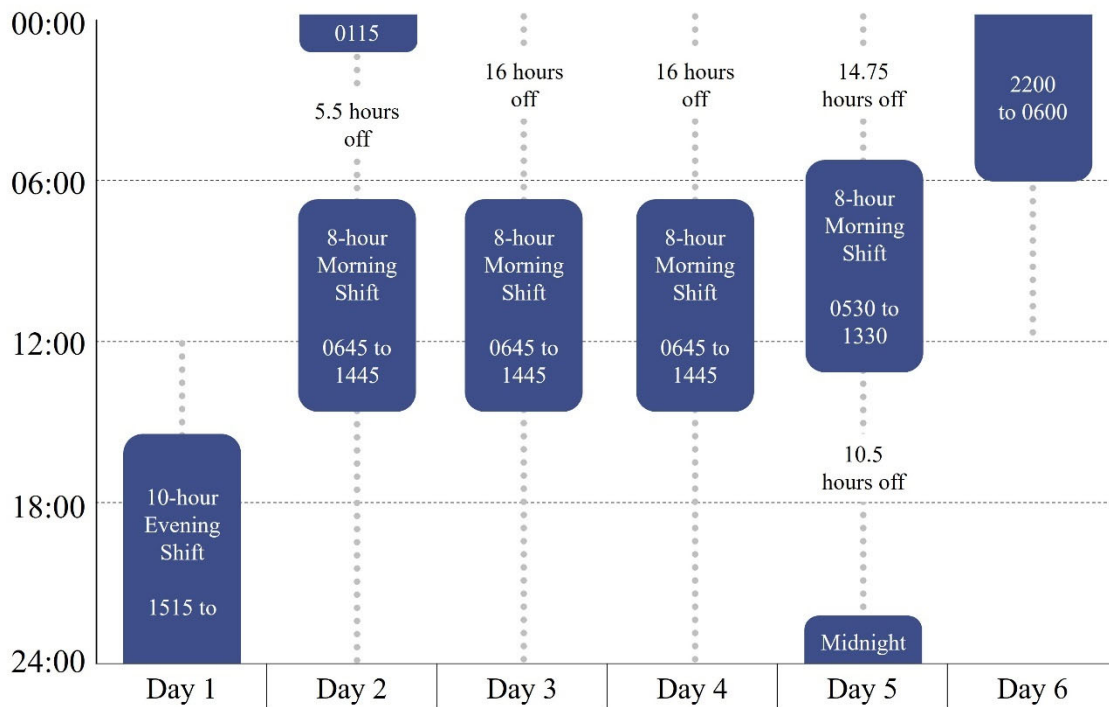 00:00
06:00
12:00
18:00
24:00
10-hour
Evening
Shift
1515 to
0115
5.5 hours
off
8-hour
Morning
Shift
0645 to
1445
16 hours
off
8-hour
Morning
Shift
0645 to
1445
16 hours
off
8-hour
Morning
Shift
0645 to
1445
14.75
hours off
8-hour
Morning
Shift
0530 to
1330
10.5
hours off
Midnight
2200
to 0600
Day 1
Day 2
Day 3
Day 4
Day 5
Day 6